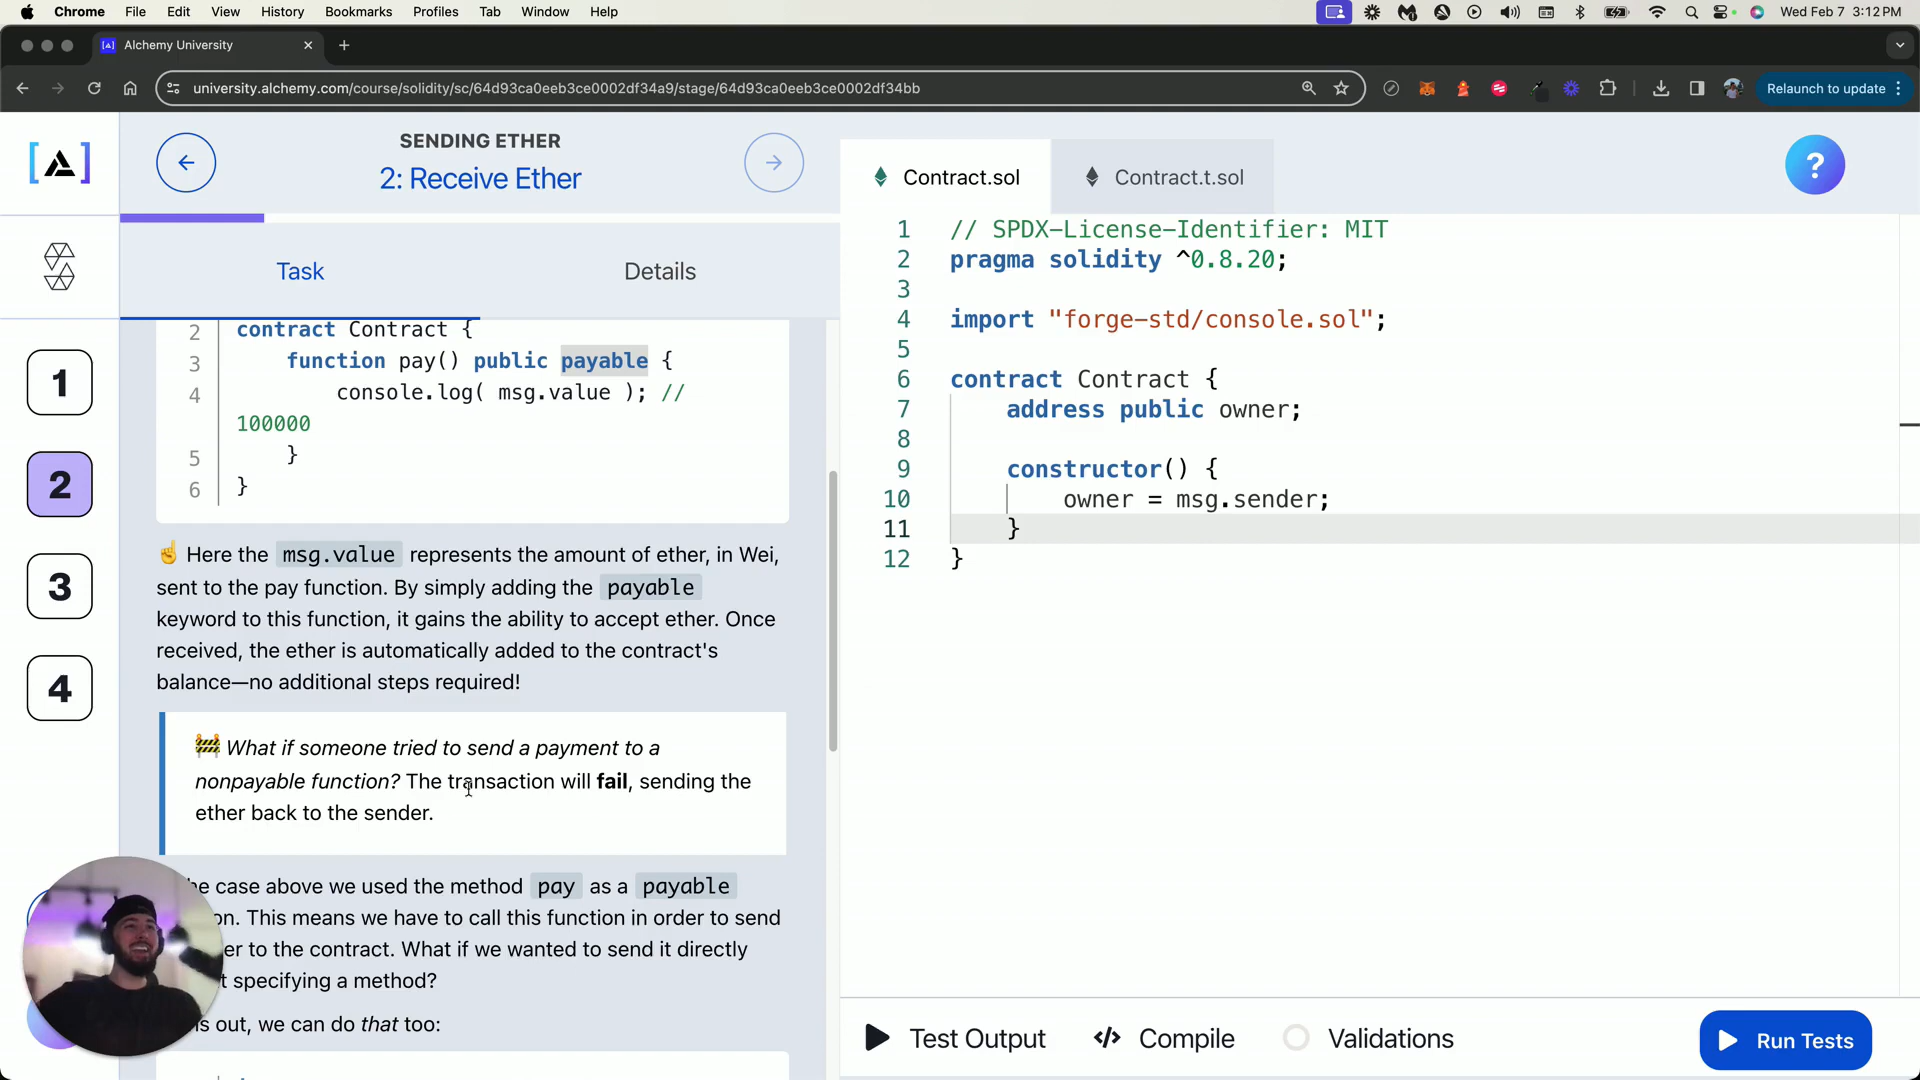 Chrome File Edit View History Bookmarks Profiles Tab Window Help Wed Feb 7 3:12 PM
Alchemy University
university.alchemy.com/course/solidity/sc/64d93ca0eeb3ce0002df34a9/stage/64d93ca0eeb3ce0002df34bb Relaunch to update
SENDING ETHER
2: Receive Ether
Task Details
1
2
3
4
2 contract Contract {
3 function pay() public payable {
4 console.log( msg.value ); //
100000
5 }
6 }
☝ Here the msg.value represents the amount of ether, in Wei,
sent to the pay function. By simply adding the payable
keyword to this function, it gains the ability to accept ether. Once
received, the ether is automatically added to the contract's
balance—no additional steps required!
🚧 What if someone tried to send a payment to a
nonpayable function? The transaction will fail, sending the
ether back to the sender.
case above we used the method pay as a payable
This means we have to call this function in order to send
to the contract. What if we wanted to send it directly
specifying a method?
out, we can do that too:
Contract.sol Contract.t.sol ?
1 // SPDX-License-Identifier: MIT
2 pragma solidity ^0.8.20;
3
4 import "forge-std/console.sol";
5
6 contract Contract {
7 address public owner;
8
9 constructor() {
10 owner = msg.sender;
11 }
12 }
Test Output </> Compile Validations Run Tests